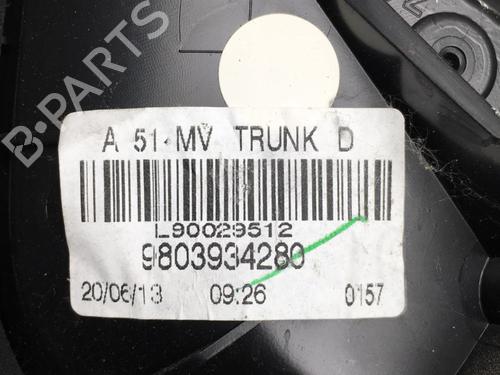 B-PARTS
A 51-MV TRUNK D
L90029512
9803934280
20/06/13 09:26 0157